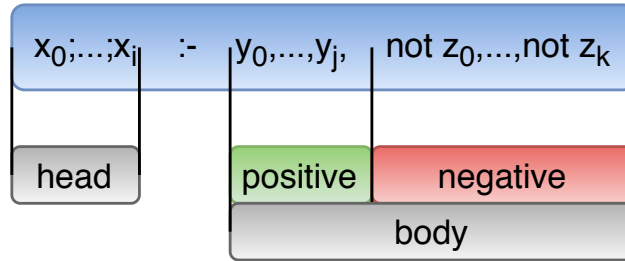 x₀;...;xᵢ :- y₀,...,yⱼ, not z₀,...,not zₖ
head positive negative
body